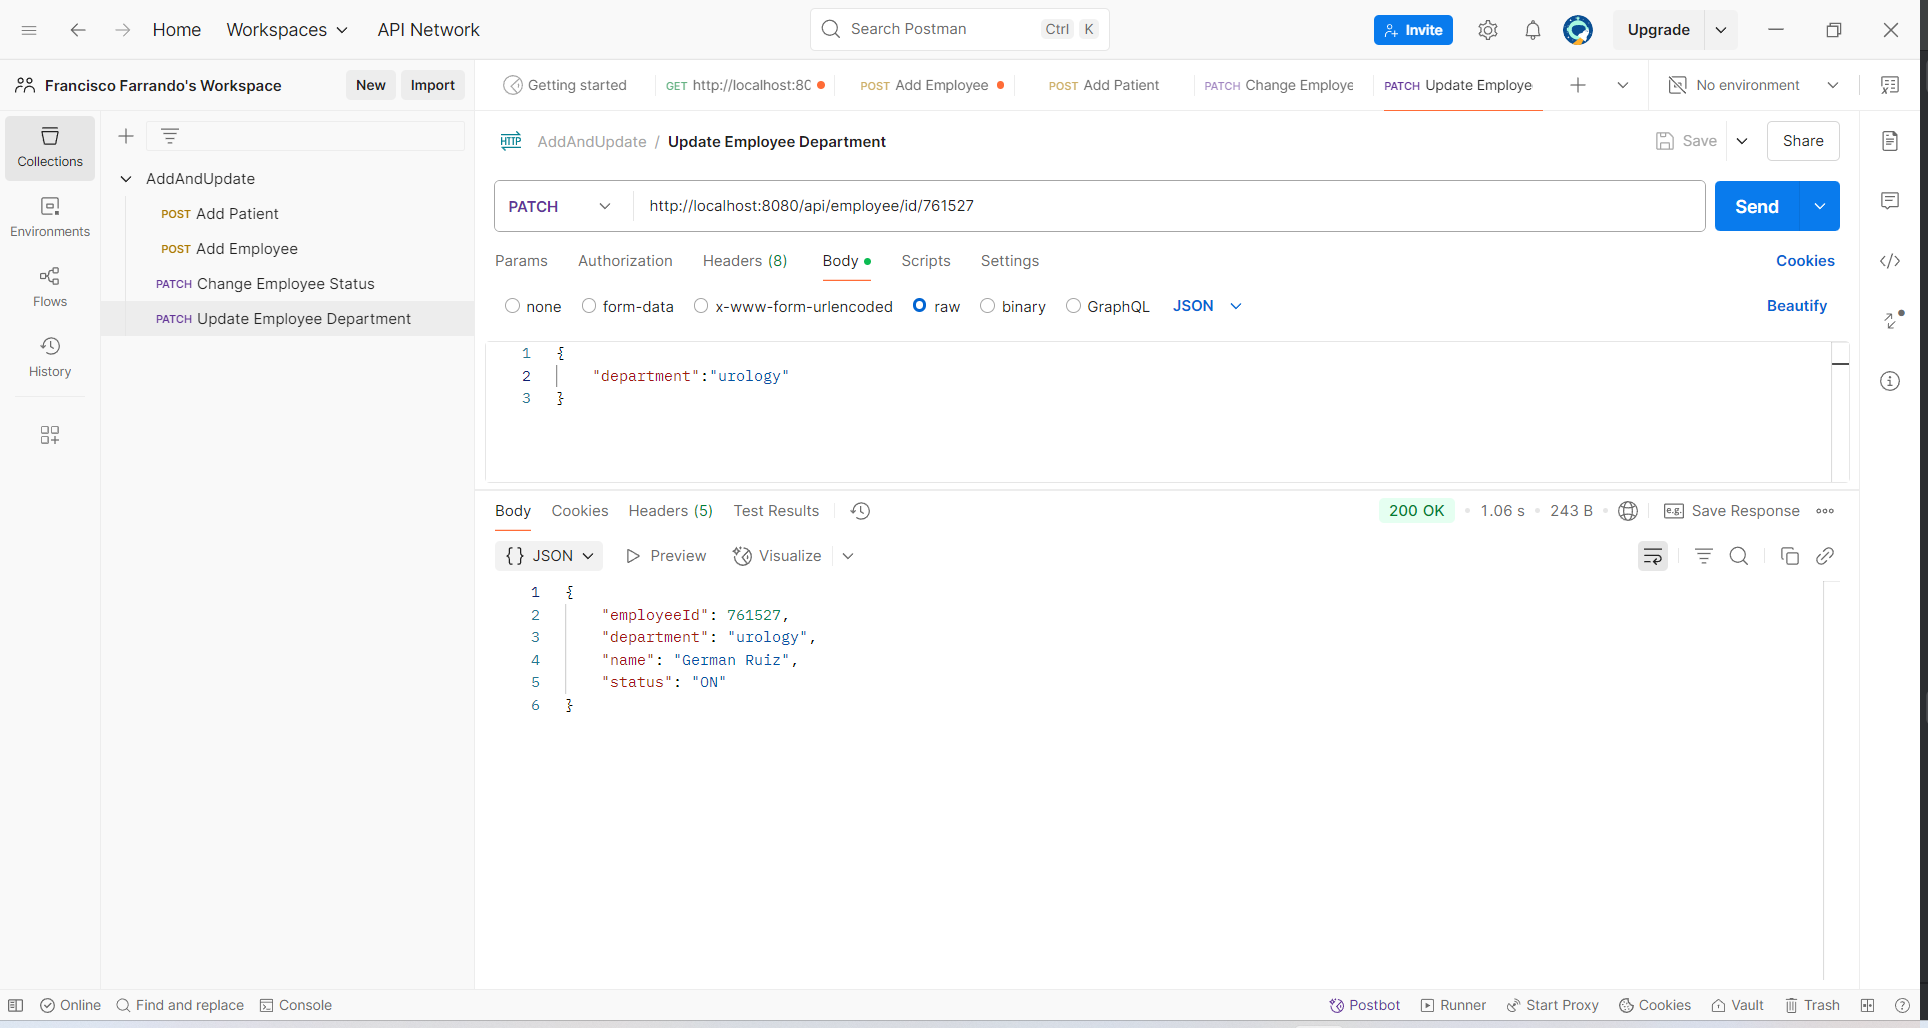 Home Workspaces API Network Search Postman Ctrl K Invite Upgrade
Francisco Farrando's Workspace New Import
Getting started GET http://localhost:80 POST Add Employee POST Add Patient PATCH Change Employe PATCH Update Employe No environment
Collections
Environments
Flows
History
AddAndUpdate
POST Add Patient
POST Add Employee
PATCH Change Employee Status
PATCH Update Employee Department
HTTP AddAndUpdate / Update Employee Department Save Share
PATCH http://localhost:8080/api/employee/id/761527 Send
Params Authorization Headers (8) Body Scripts Settings Cookies
none form-data x-www-form-urlencoded raw binary GraphQL JSON Beautify
1 {
2 "department":"urology"
3 }
Body Cookies Headers (5) Test Results 200 OK 1.06 s 243 B e.g. Save Response
{} JSON Preview Visualize
1 {
2 "employeeId": 761527,
3 "department": "urology",
4 "name": "German Ruiz",
5 "status": "ON"
6 }
Online Find and replace Console Postbot Runner Start Proxy Cookies Vault Trash